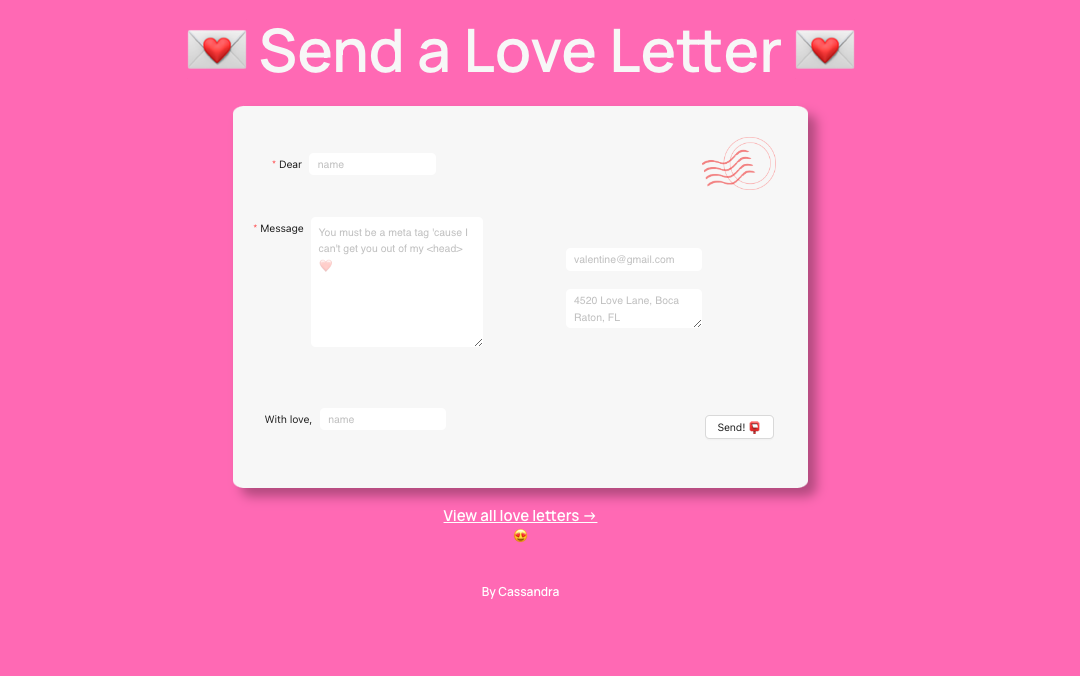 💌 Send a Love Letter 💌
* Dear
name
* Message
You must be a meta tag 'cause I
can't get you out of my <head>
🩷
valentine@gmail.com
4520 Love Lane, Boca
Raton, FL
With love,
name
Send! 📮
View all love letters →
😍
By Cassandra